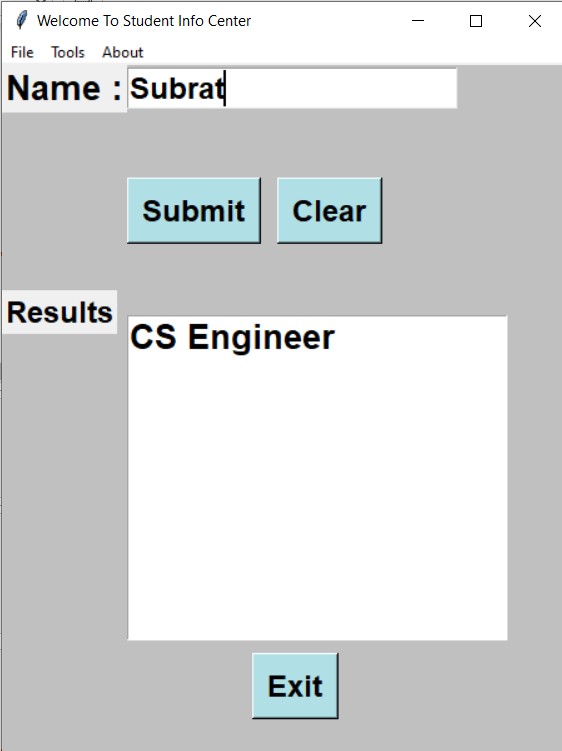 Welcome To Student Info Center
File Tools About
Name : Subrat
Submit Clear
Results
CS Engineer
Exit